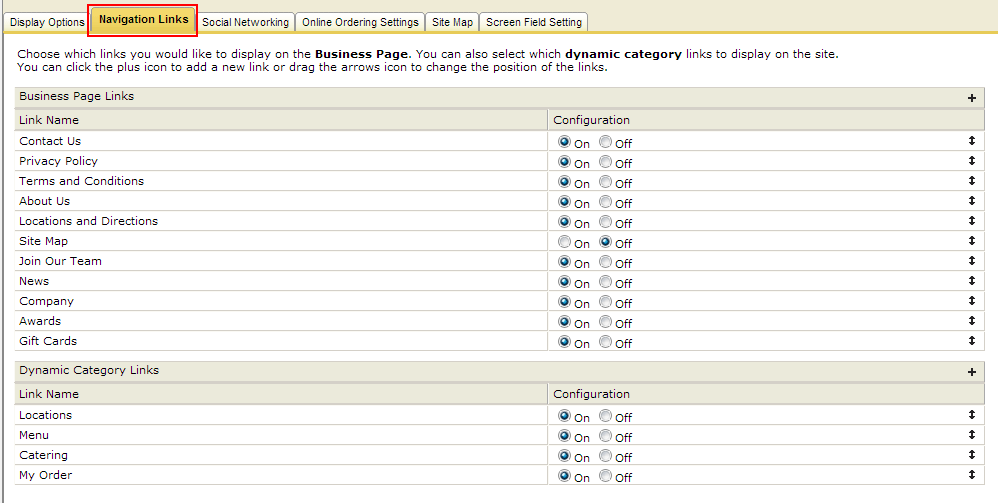 Display Options Navigation Links Social Networking Online Ordering Settings Site Map Screen Field Setting
Choose which links you would like to display on the Business Page. You can also select which dynamic category links to display on the site.
You can click the plus icon to add a new link or drag the arrows icon to change the position of the links.
Business Page Links +
Link Name Configuration
Contact Us On Off
Privacy Policy On Off
Terms and Conditions On Off
About Us On Off
Locations and Directions On Off
Site Map On Off
Join Our Team On Off
News On Off
Company On Off
Awards On Off
Gift Cards On Off
Dynamic Category Links +
Link Name Configuration
Locations On Off
Menu On Off
Catering On Off
My Order On Off